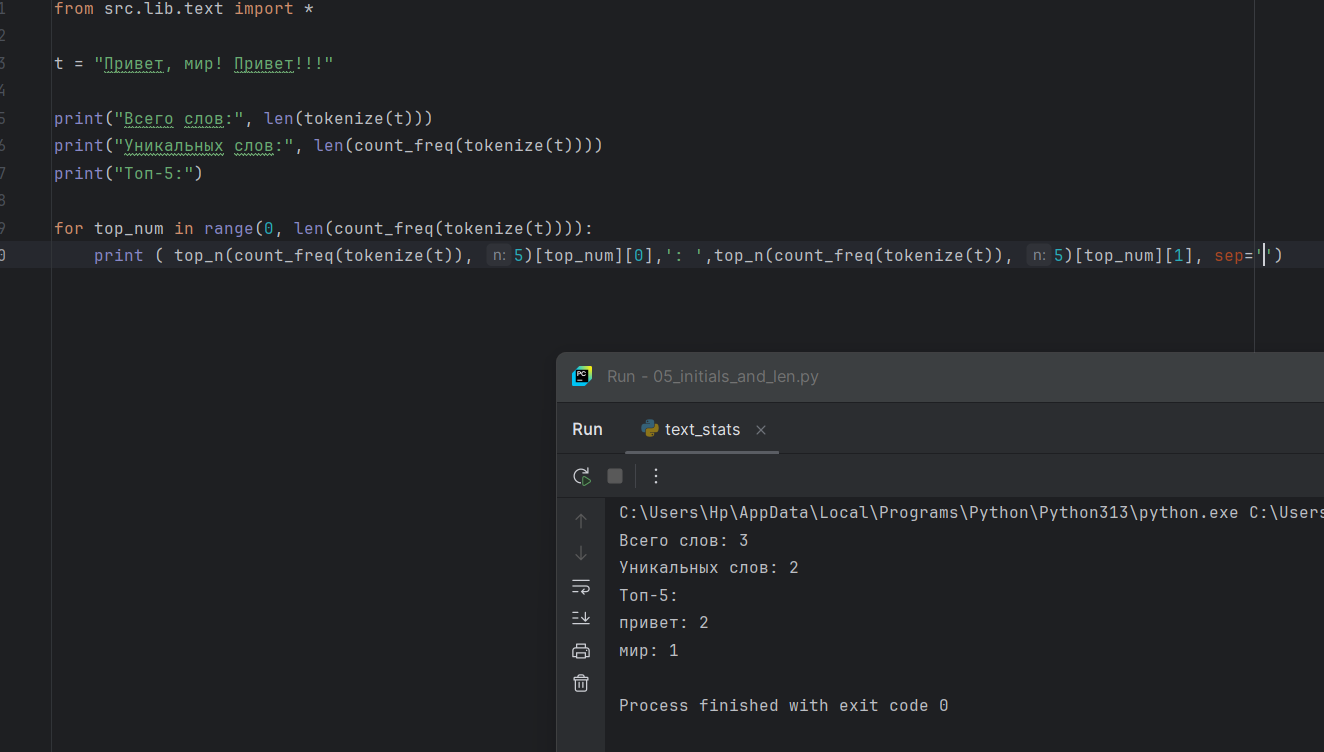 1 from src.lib.text import *
2
3 t = "Привет, мир! Привет!!!"
4
5 print("Всего слов:", len(tokenize(t)))
6 print("Уникальных слов:", len(count_freq(tokenize(t))))
7 print("Топ-5:")
8
9 for top_num in range(0, len(count_freq(tokenize(t)))):
0 print ( top_n(count_freq(tokenize(t)), n: 5)[top_num][0],': ',top_n(count_freq(tokenize(t)), n: 5)[top_num][1], sep='')
PC Run - 05_initials_and_len.py
Run text_stats ×
C:\Users\Hp\AppData\Local\Programs\Python\Python313\python.exe C:\Users
Всего слов: 3
Уникальных слов: 2
Топ-5:
привет: 2
мир: 1
Process finished with exit code 0